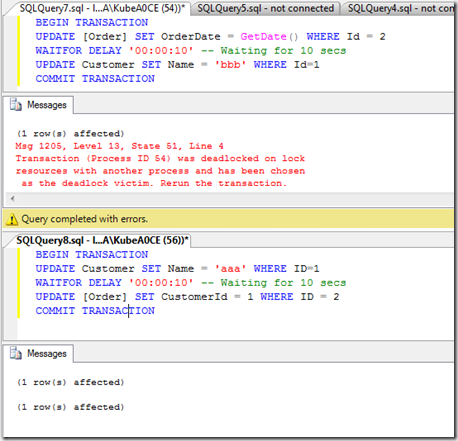 SQLQuery7.sql - I...A\KubeA0CE (54))* SQLQuery5.sql - not connected SQLQuery4.sql - not con
BEGIN TRANSACTION
UPDATE [Order] SET OrderDate = GetDate() WHERE Id = 2
WAITFOR DELAY '00:00:10' -- Waiting for 10 secs
UPDATE Customer SET Name = 'bbb' WHERE Id=1
COMMIT TRANSACTION
Messages
(1 row(s) affected)
Msg 1205, Level 13, State 51, Line 4
Transaction (Process ID 54) was deadlocked on lock
resources with another process and has been chosen
as the deadlock victim. Rerun the transaction.
Query completed with errors.
SQLQuery8.sql - I...A\KubeA0CE (56))*
BEGIN TRANSACTION
UPDATE Customer SET Name = 'aaa' WHERE ID=1
WAITFOR DELAY '00:00:10' -- Waiting for 10 secs
UPDATE [Order] SET CustomerId = 1 WHERE ID = 2
COMMIT TRANSACTION
Messages
(1 row(s) affected)
(1 row(s) affected)